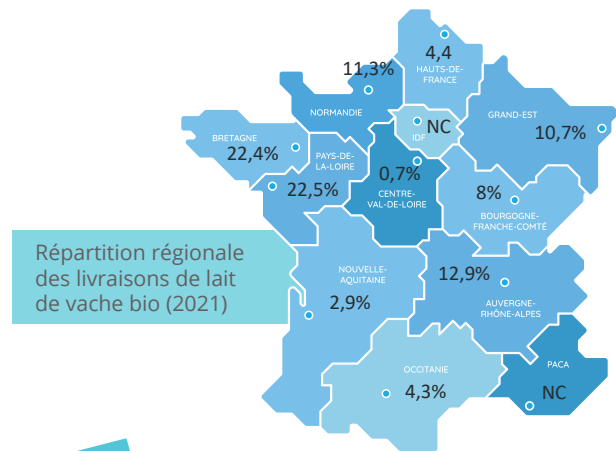 4,4
HAUTS-DE-
FRANCE
11,3%
NORMANDIE
NC
IDF
GRAND-EST
10,7%
BRETAGNE
22,4%
PAYS-DE-
LA-LOIRE
22,5%
0,7%
CENTRE-
VAL-DE-LOIRE
8%
BOURGOGNE-
FRANCHE-COMTÉ
Répartition régionale
des livraisons de lait
de vache bio (2021)
NOUVELLE-
AQUITAINE
2,9%
12,9%
AUVERGNE-
RHÔNE-ALPES
OCCITANIE
4,3%
PACA
NC